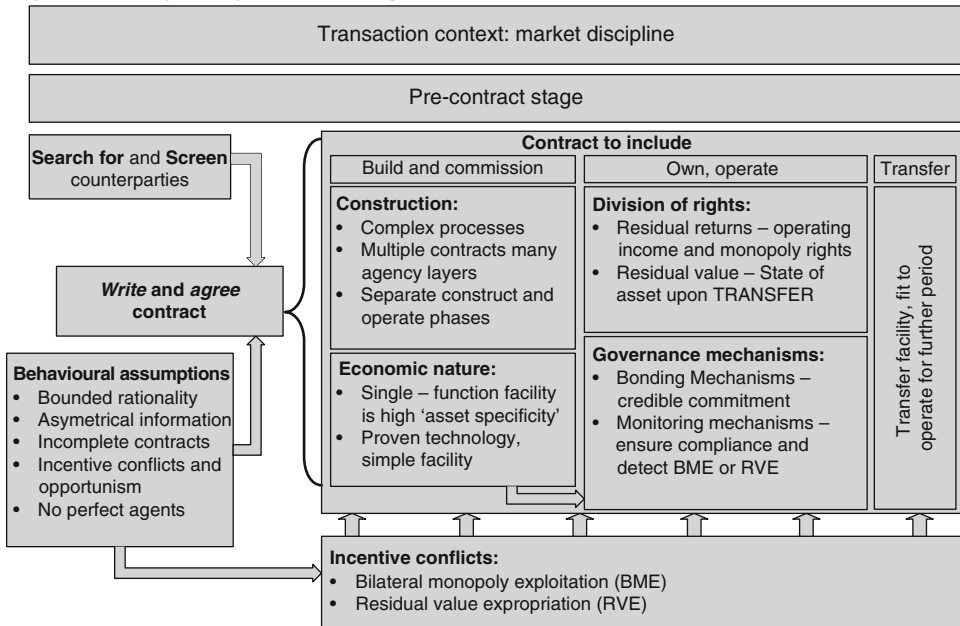 Transaction context: market discipline
Pre-contract stage
Search for and Screen
counterparties
Write and agree
contract
Behavioural assumptions
• Bounded rationality
• Asymetrical information
• Incomplete contracts
• Incentive conflicts and
opportunism
• No perfect agents
Contract to include
Build and commission
Own, operate
Transfer
Construction:
• Complex processes
• Multiple contracts many
agency layers
• Separate construct and
operate phases
Economic nature:
• Single – function facility
is high ‘asset specificity’
• Proven technology,
simple facility
Division of rights:
• Residual returns – operating
income and monopoly rights
• Residual value – State of
asset upon TRANSFER
Governance mechanisms:
• Bonding Mechanisms –
credible commitment
• Monitoring mechanisms –
ensure compliance and
detect BME or RVE
Transfer facility, fit to
operate for further period
Incentive conflicts:
• Bilateral monopoly exploitation (BME)
• Residual value expropriation (RVE)